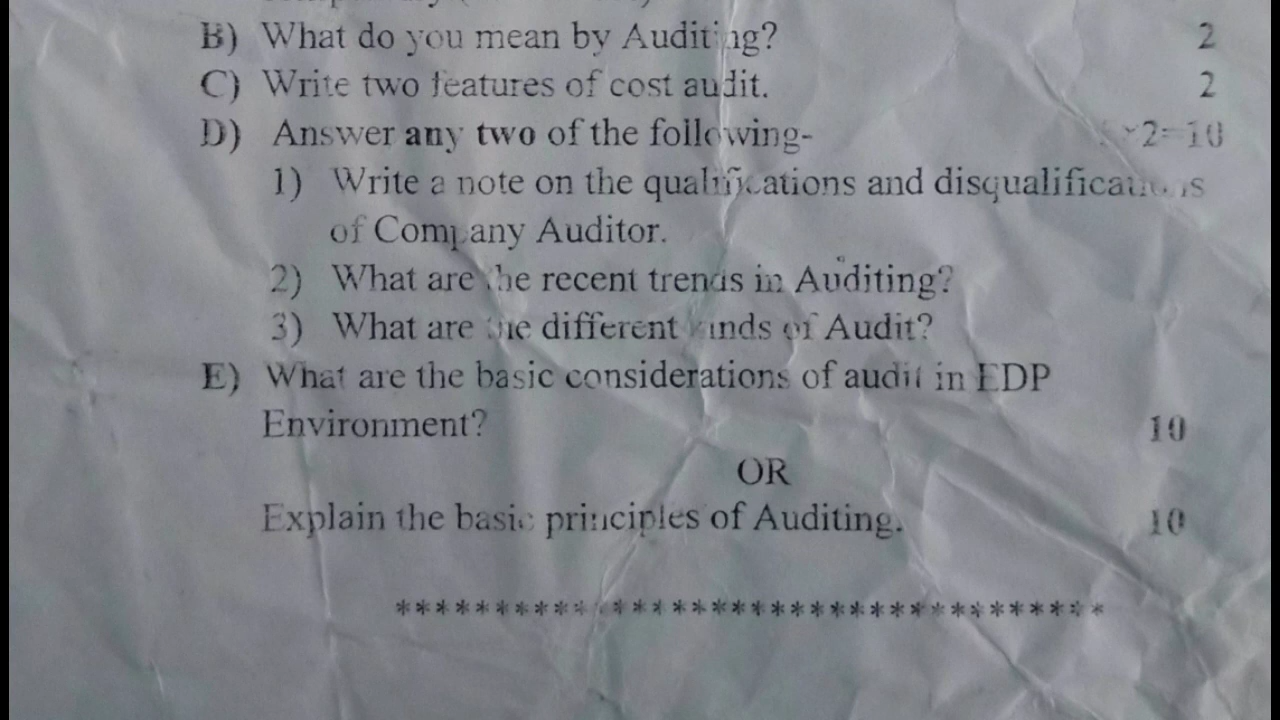 B) What do you mean by Auditing? 2
C) Write two features of cost audit. 2
D) Answer any two of the following- ×2=10
1) Write a note on the qualifications and disqualifications
of Company Auditor.
2) What are the recent trends in Auditing?
3) What are the different kinds of Audit?
E) What are the basic considerations of audit in EDP
Environment? 10
OR
Explain the basic principles of Auditing. 10
************************************